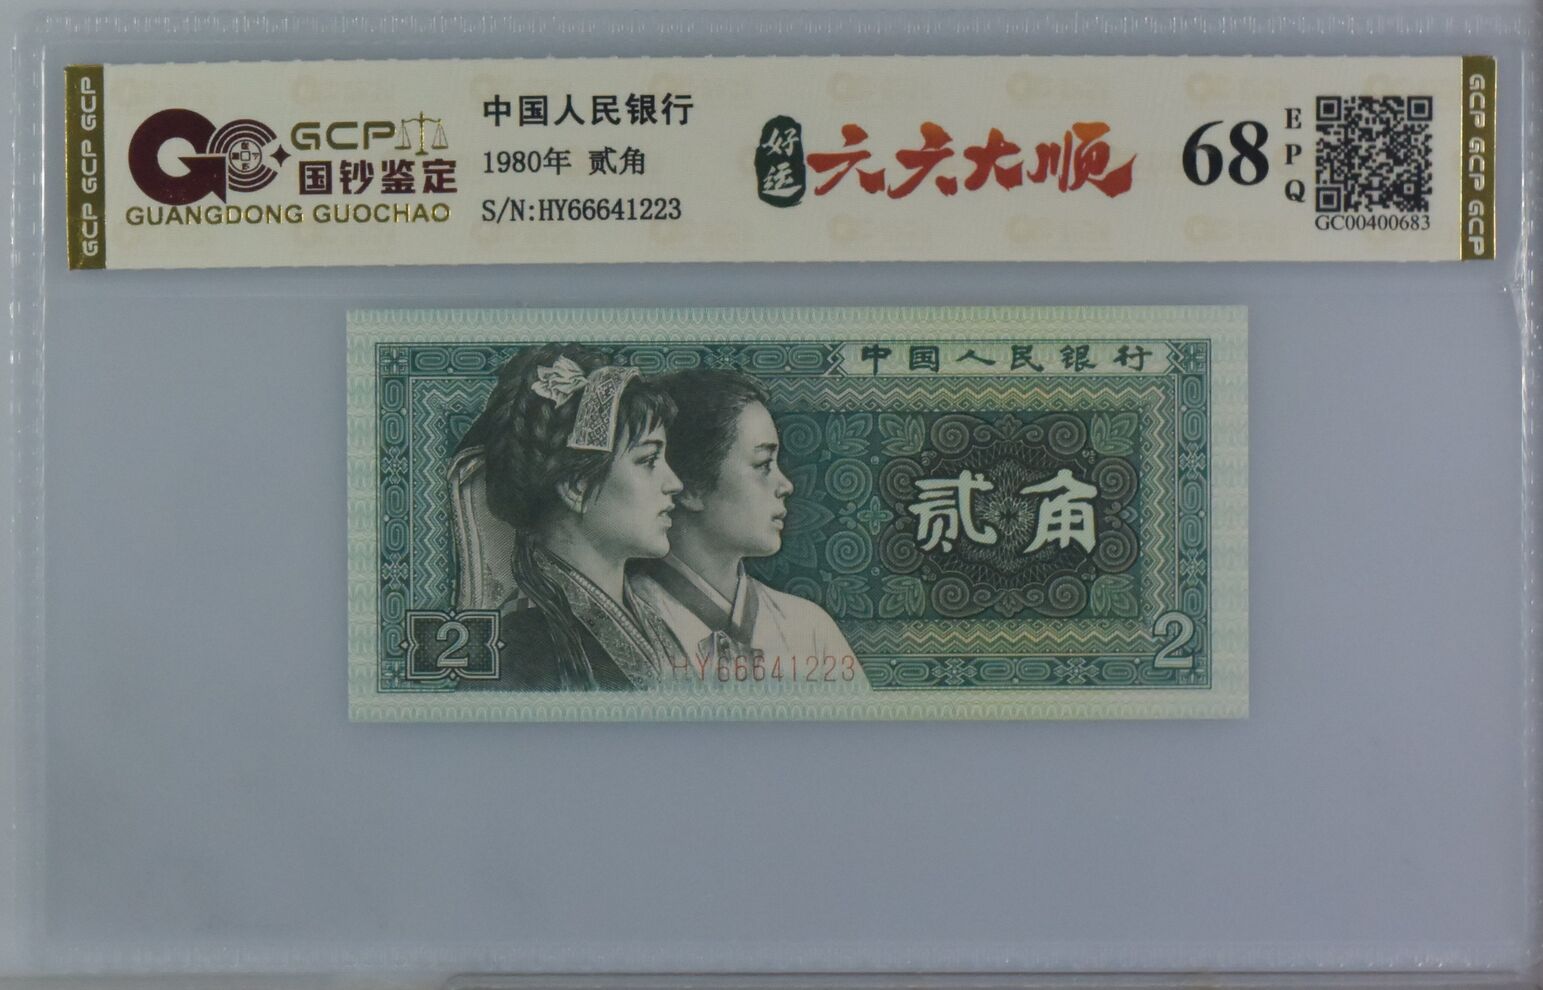 GCP GCP GCP
GCP
国钞鉴定
GUANGDONG GUOCHAO
中国人民银行
1980年 贰角
S/N:HY66641223
好运
六六大顺
68
EPQ
GC00400683
GCP GCP GCP
中国人民银行
贰角
2
2
HY66641223